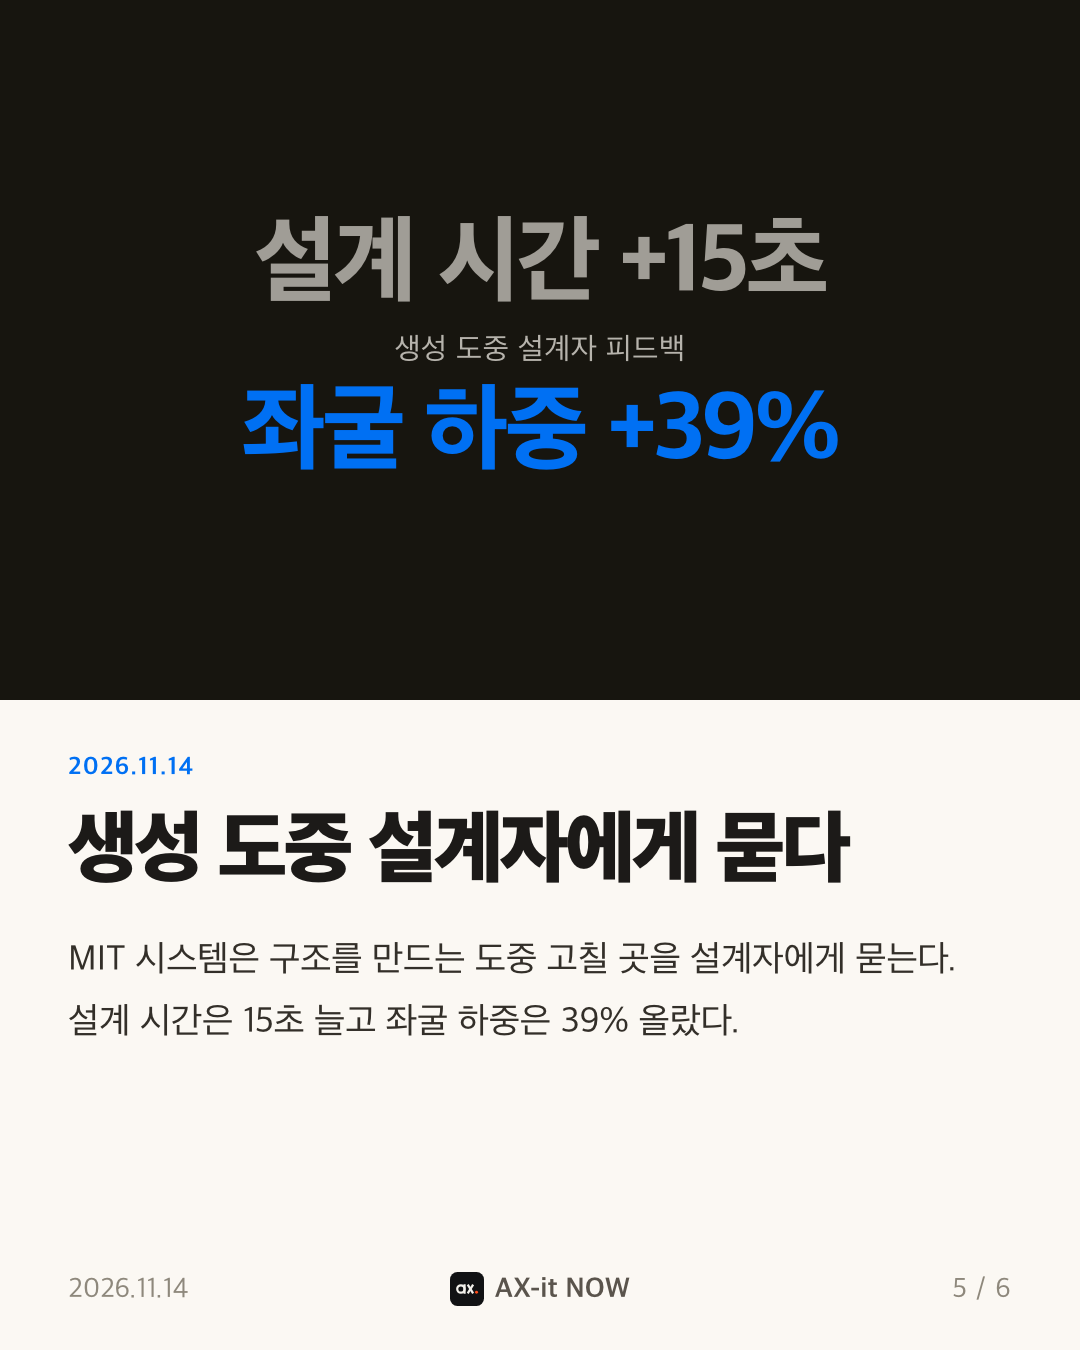 설계 시간 +15초
생성 도중 설계자 피드백
좌굴 하중 +39%
2026.11.14
생성 도중 설계자에게 묻다
MIT 시스템은 구조를 만드는 도중 고칠 곳을 설계자에게 묻는다.
설계 시간은 15초 늘고 좌굴 하중은 39% 올랐다.
2026.11.14
ax. AX-it NOW
5 / 6